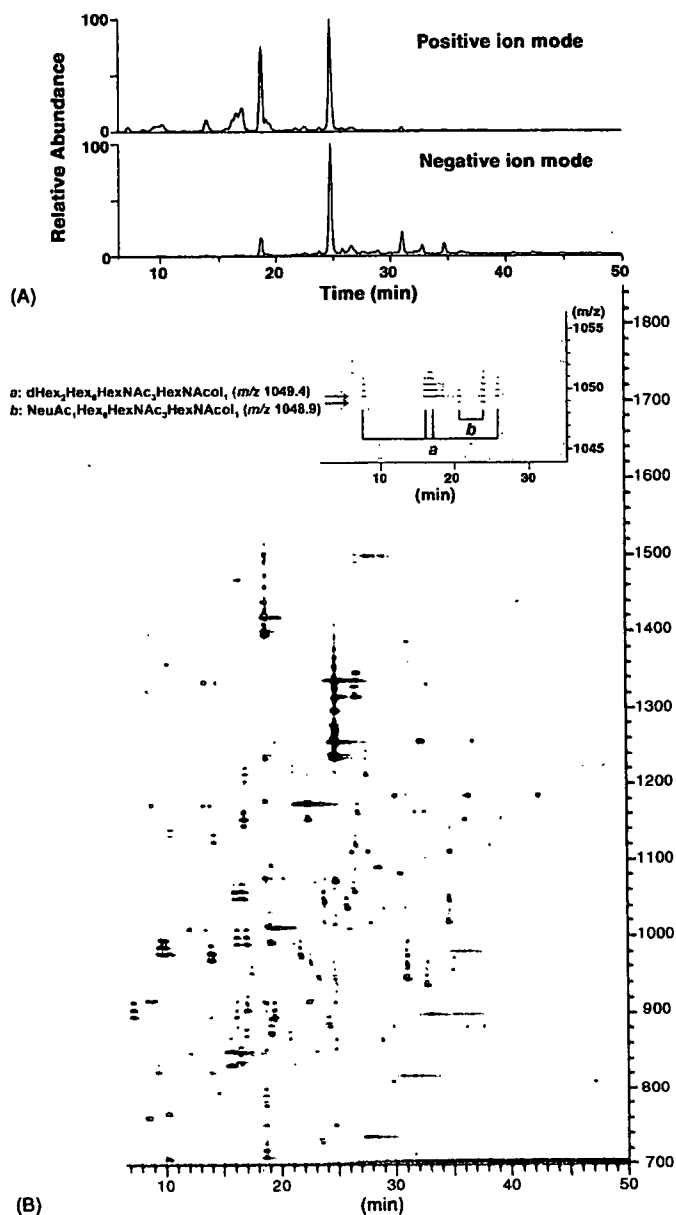 100
Positive ion mode
0
100
Negative ion mode
0
Relative Abundance
10 20 30 40 50
Time (min)
(A)
(m/z)
1055
1050
1045
a: dHex₂Hex₆HexNAc₃HexNAcol₁ (m/z 1049.4)
b: NeuAc₁Hex₆HexNAc₃HexNAcol₁ (m/z 1048.9)
b
a
10 20 30
(min)
1800
1700
1600
1500
1400
1300
1200
1100
1000
900
800
700
10 20 30 40 50
(min)
(B)